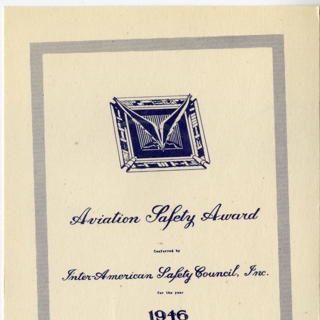 Aviation Safety Award
Conferred by
Inter-American Safety Council, Inc.
for the year
1946